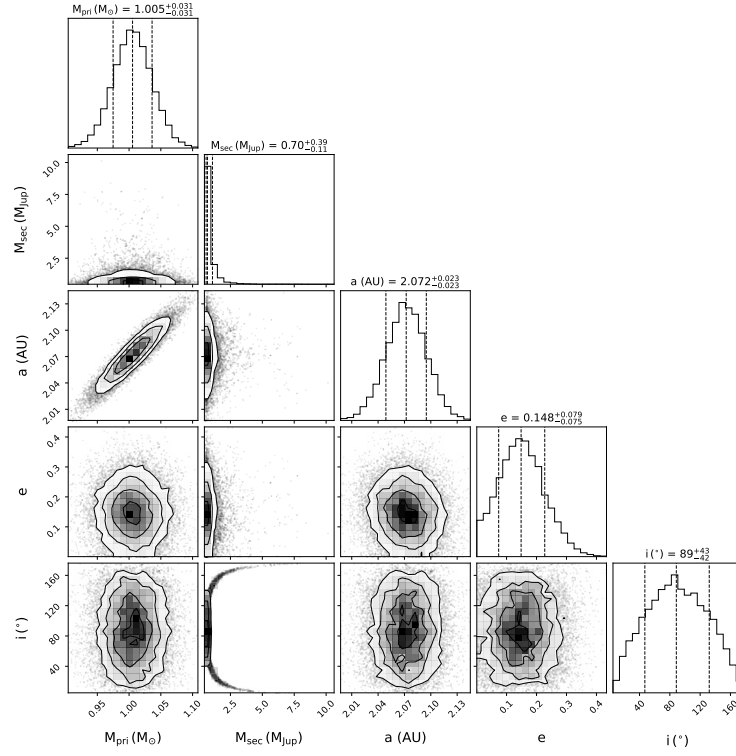 M_pri (M_⊙) = 1.005^{+0.031}_{-0.031}
M_sec (M_Jup) = 0.70^{+0.39}_{-0.11}
10.0
7.5
5.0
2.5
M_sec (M_Jup)
a (AU) = 2.072^{+0.023}_{-0.023}
2.13
2.10
2.07
2.04
2.01
a (AU)
e = 0.148^{+0.079}_{-0.075}
0.4
0.3
0.2
0.1
e
i (°) = 89^{+43}_{-42}
160
120
80
40
i (°)
0.95 1.00 1.05 1.10 2.5 5.0 7.5 10.0 2.01 2.04 2.07 2.10 2.13 0.1 0.2 0.3 0.4 40 80 120 160
M_pri (M_⊙) M_sec (M_Jup) a (AU) e i (°)